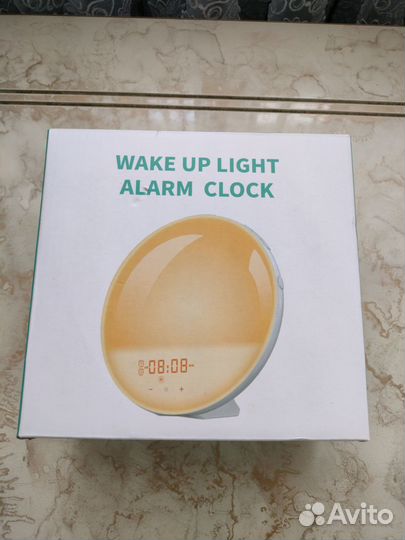 WAKE UP LIGHT
ALARM CLOCK
08:08
Avito